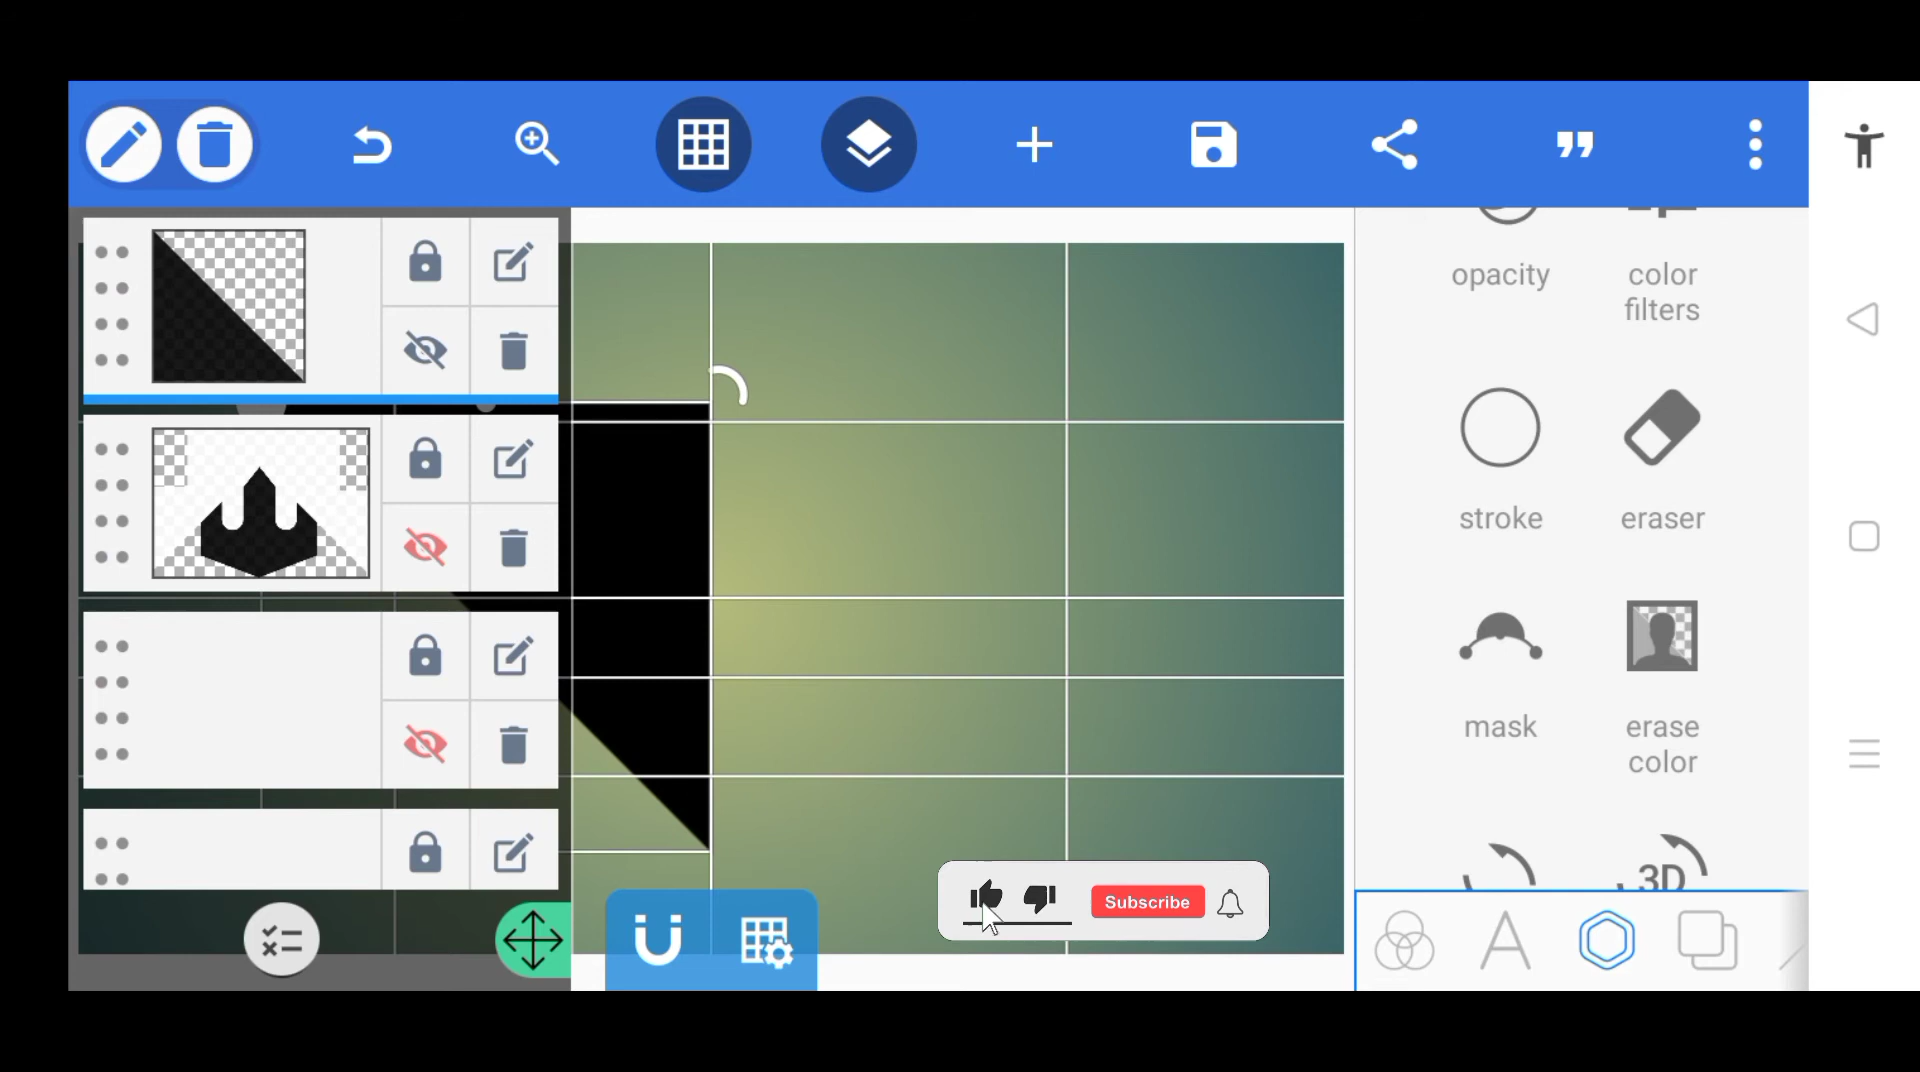 opacity
color
filters
stroke
eraser
mask
erase
color
3D
Subscribe
A